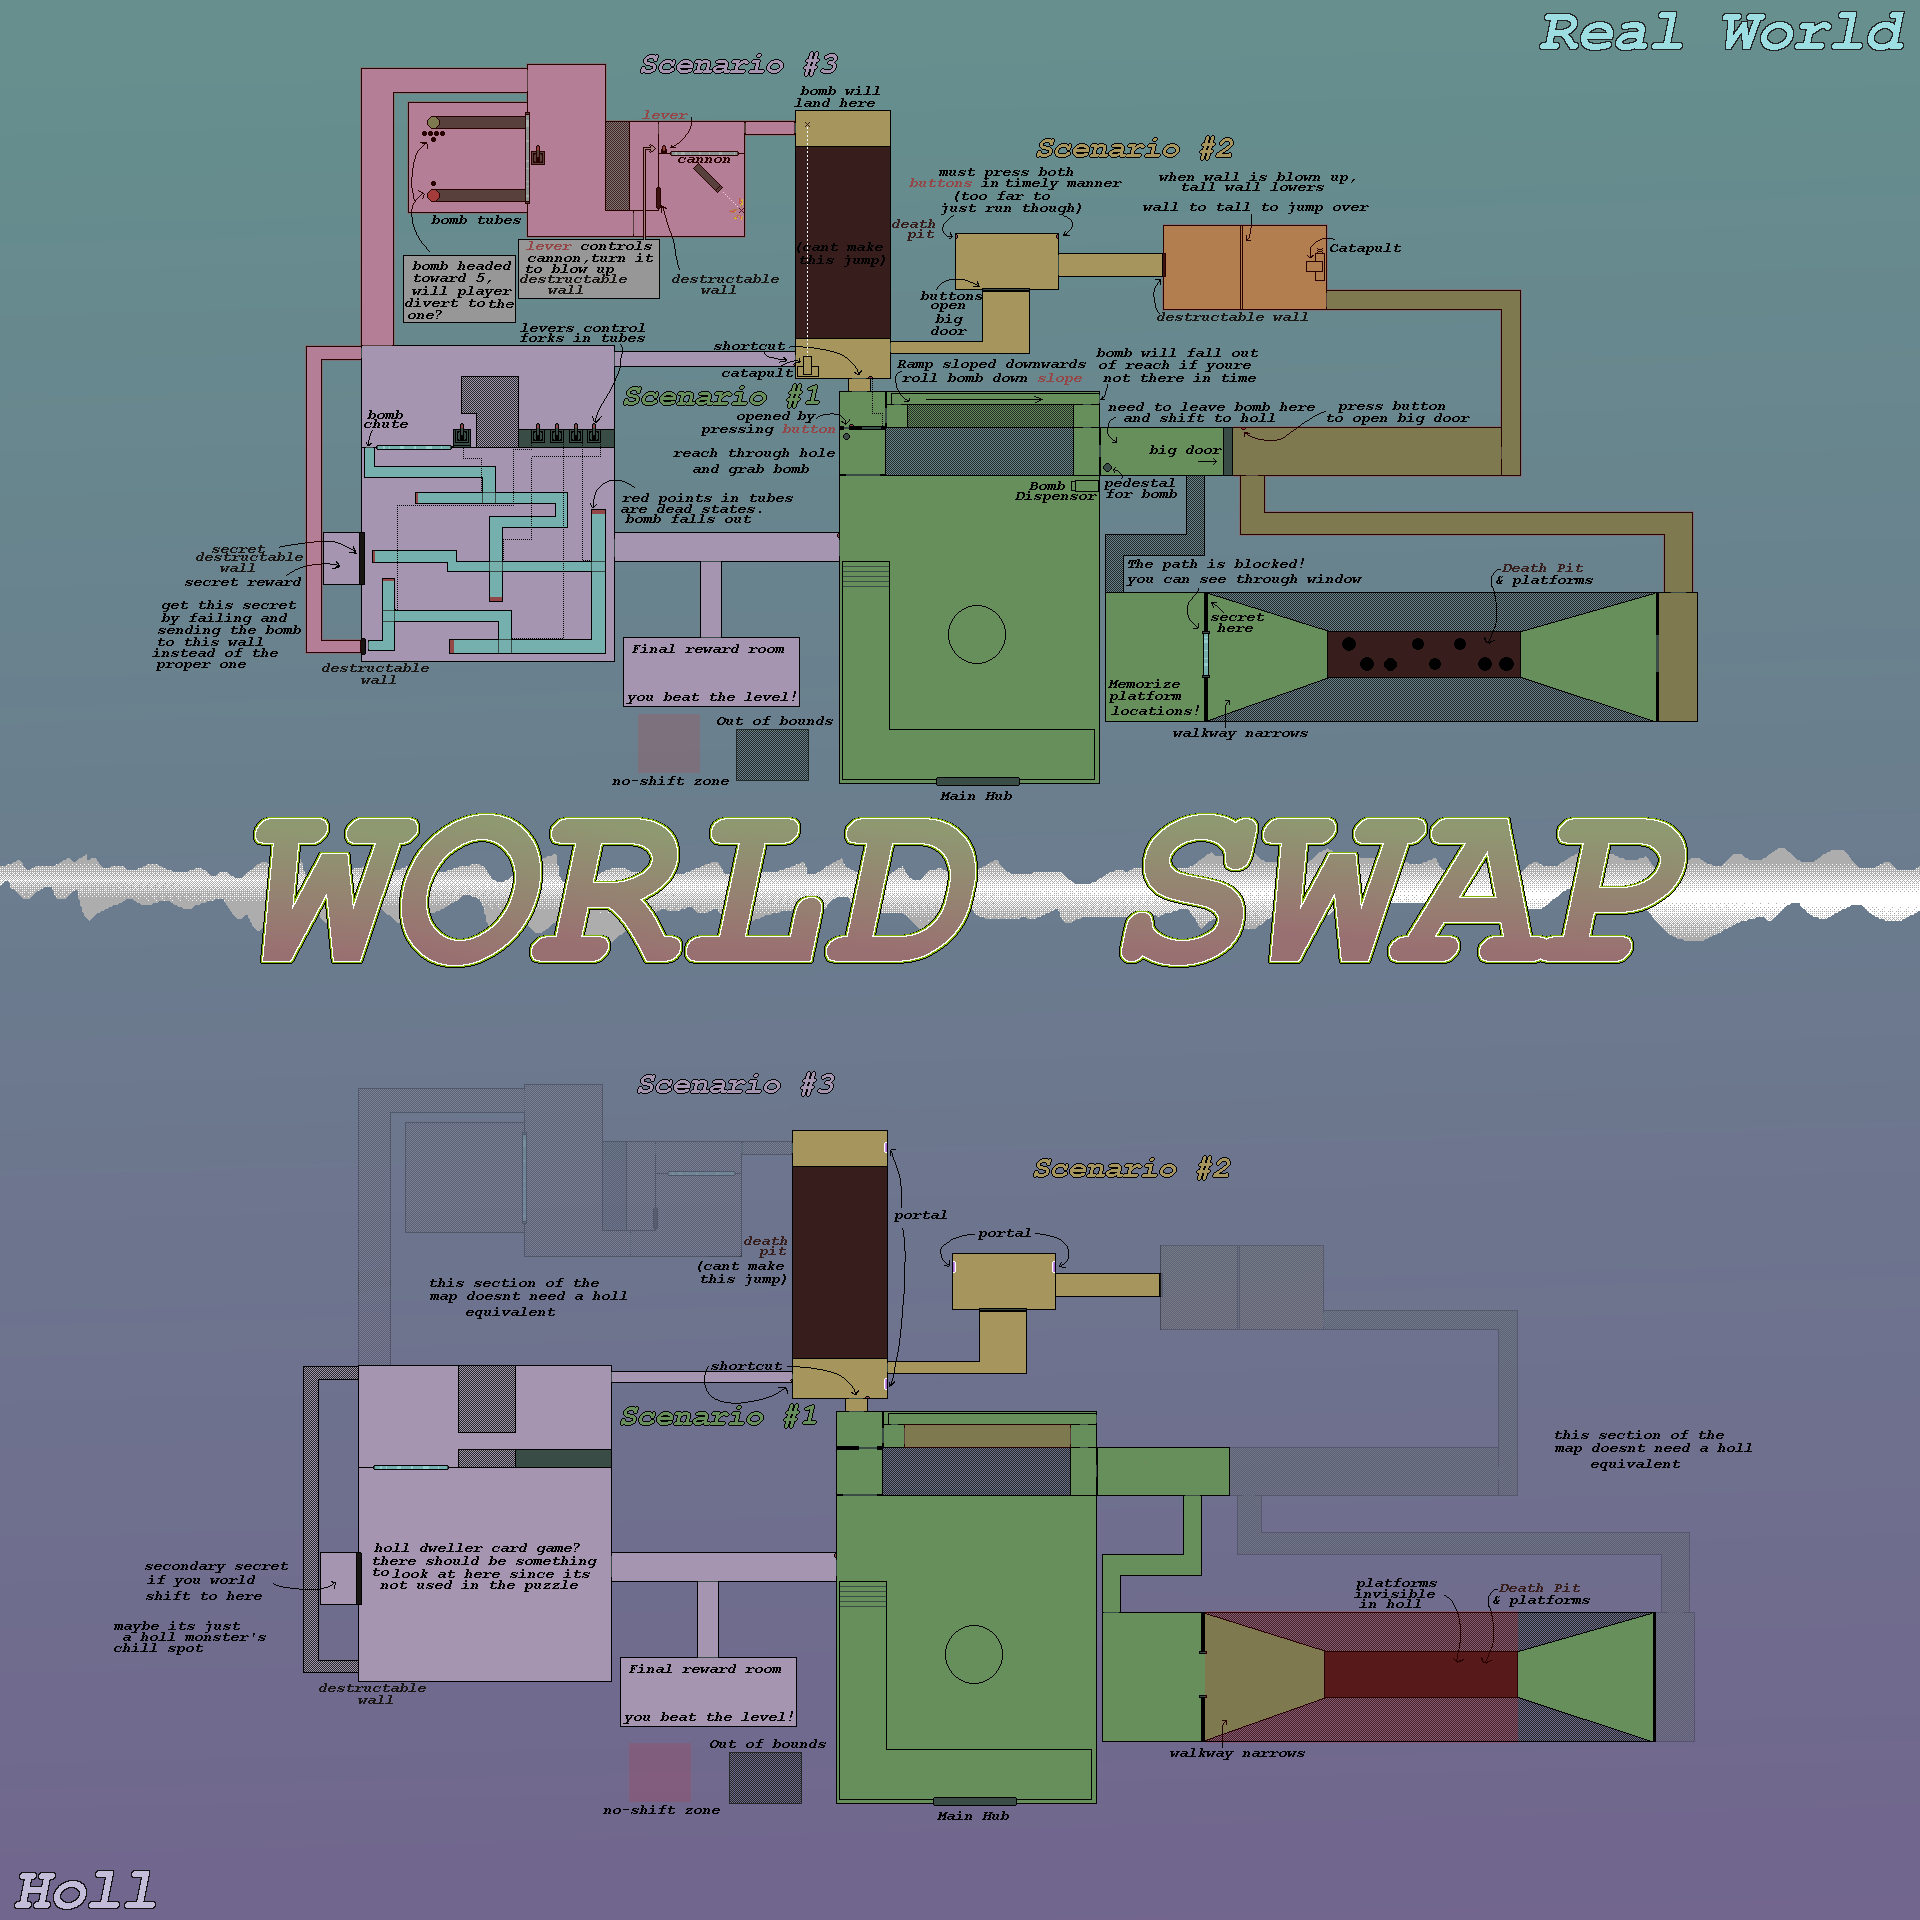 Real World
Scenario #3
bomb will
land here
lever
cannon
bomb tubes
bomb headed
toward 5,
will player
divert to the
one?
lever controls
cannon,turn it
to blow up
destructable
wall
destructable
wall
(cant make
this jump)
death
pit
Scenario #2
must press both
buttons in timely manner
(too far to
just run though)
when wall is blown up,
tall wall lowers
wall to tall to jump over
Catapult
buttons
open
big
door
destructable wall
levers control
forks in tubes
shortcut
catapult
Scenario #1
Ramp sloped downwards
roll bomb down slope
bomb will fall out
of reach if youre
not there in time
bomb
chute
opened by
pressing button
reach through hole
and grab bomb
need to leave bomb here
and shift to holl
press button
to open big door
big door
Bomb
Dispensor
pedestal
for bomb
red points in tubes
are dead states.
bomb falls out
secret
destructable
wall
secret reward
get this secret
by failing and
sending the bomb
to this wall
instead of the
proper one
destructable
wall
Final reward room
you beat the level!
Out of bounds
no-shift zone
Main Hub
The path is blocked!
you can see through window
Death Pit
& platforms
secret
here
Memorize
platform
locations!
walkway narrows
WORLD SWAP
Scenario #3
portal
death
pit
(cant make
this jump)
this section of the
map doesnt need a holl
equivalent
Scenario #2
portal
shortcut
Scenario #1
this section of the
map doesnt need a holl
equivalent
holl dweller card game?
there should be something
to look at here since its
not used in the puzzle
secondary secret
if you world
shift to here
maybe its just
a holl monster's
chill spot
destructable
wall
Final reward room
you beat the level!
Out of bounds
no-shift zone
Main Hub
platforms
invisible
in holl
Death Pit
& platforms
walkway narrows
Holl